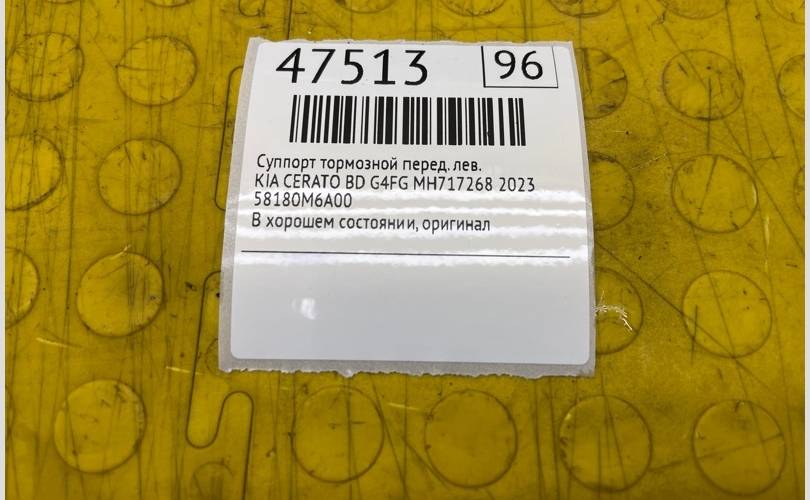 47513 96
Суппорт тормозной перед. лев.
KIA CERATO BD G4FG MH717268 2023
58180M6A00
В хорошем состоянии, оригинал